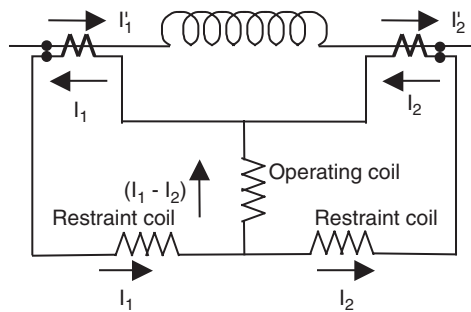 I'₁ I'₂
I₁ I₂
Operating coil
(I₁ - I₂)
Restraint coil Restraint coil
I₁ I₂